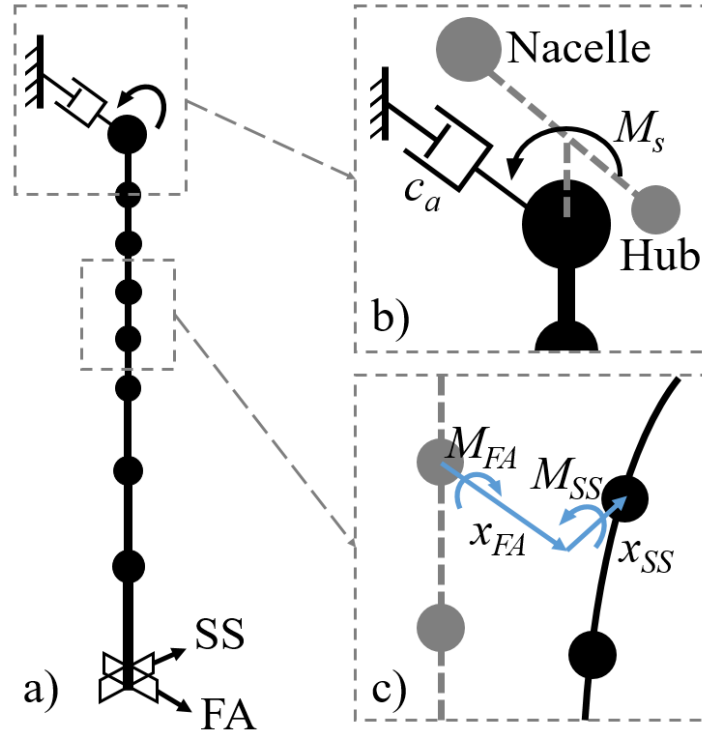 SS
FA
a)
Nacelle
M_s
c_a
Hub
b)
M_FA
M_SS
x_FA
x_SS
c)